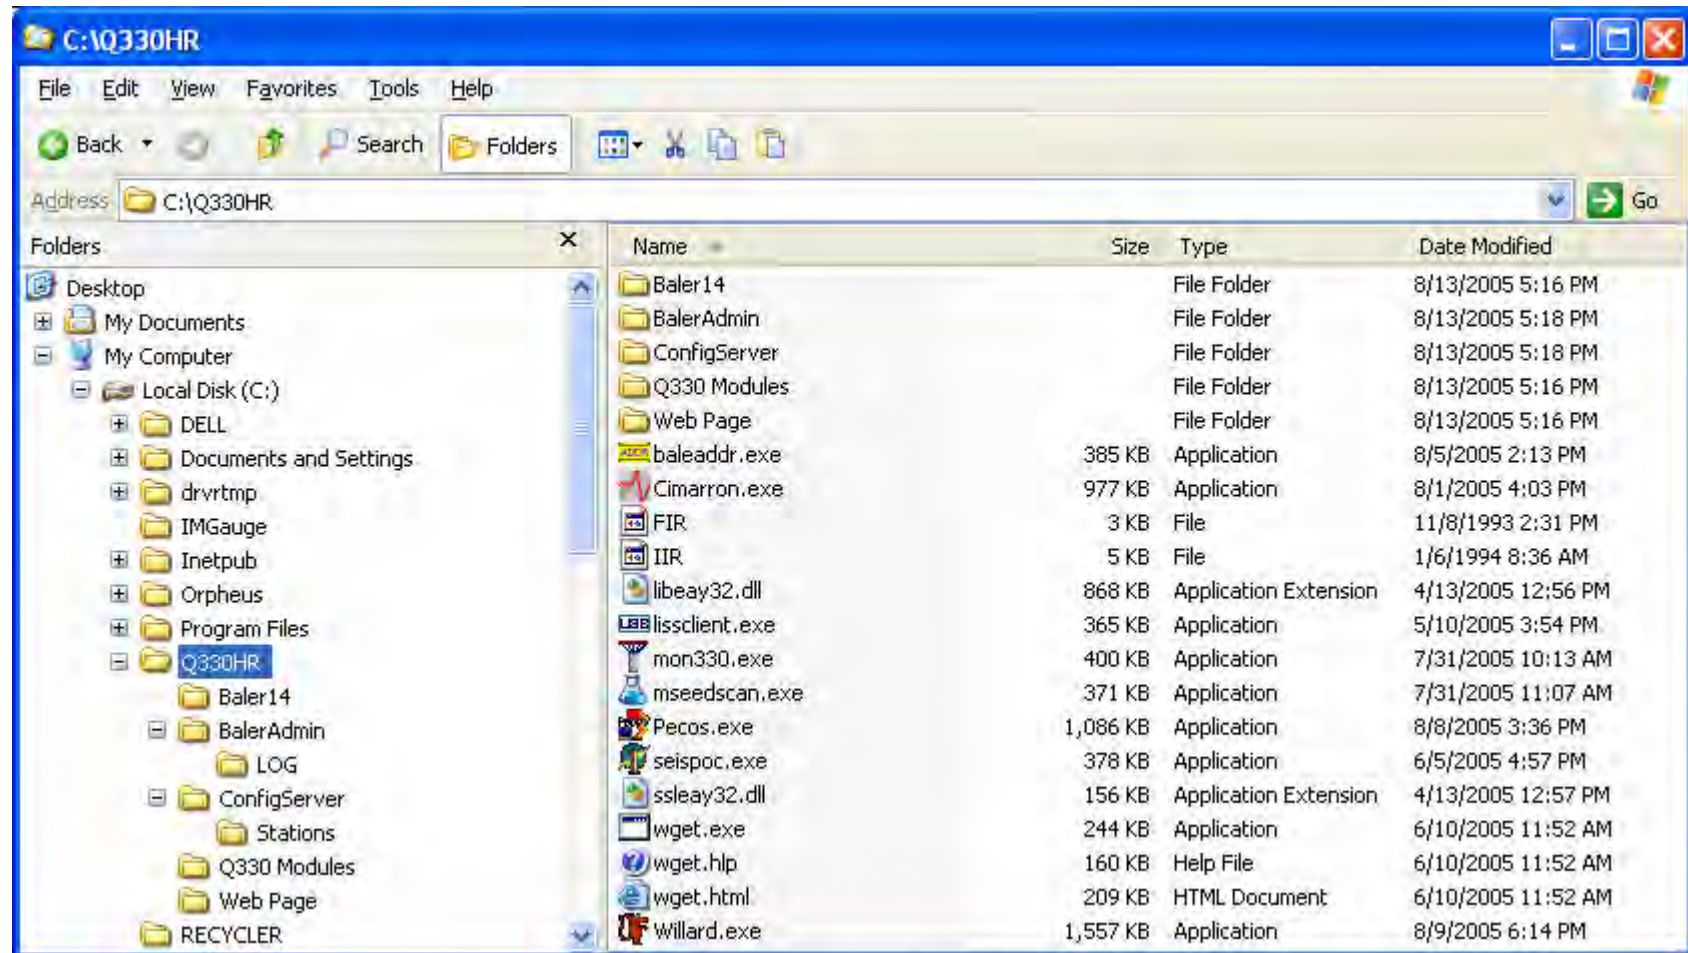 C:\Q330HR
File Edit View Favorites Tools Help
Back Search Folders
Address C:\Q330HR Go
Folders
Desktop
My Documents
My Computer
Local Disk (C:)
DELL
Documents and Settings
drvrtmp
IMGauge
Inetpub
Orpheus
Program Files
Q330HR
Baler14
BalerAdmin
LOG
ConfigServer
Stations
Q330 Modules
Web Page
RECYCLER
Name Size Type Date Modified
Baler14 File Folder 8/13/2005 5:16 PM
BalerAdmin File Folder 8/13/2005 5:18 PM
ConfigServer File Folder 8/13/2005 5:18 PM
Q330 Modules File Folder 8/13/2005 5:16 PM
Web Page File Folder 8/13/2005 5:16 PM
baleaddr.exe 385 KB Application 8/5/2005 2:13 PM
Cimarron.exe 977 KB Application 8/1/2005 4:03 PM
FIR 3 KB File 11/8/1993 2:31 PM
IIR 5 KB File 1/6/1994 8:36 AM
libeay32.dll 868 KB Application Extension 4/13/2005 12:56 PM
lissclient.exe 365 KB Application 5/10/2005 3:54 PM
mon330.exe 400 KB Application 7/31/2005 10:13 AM
mseedscan.exe 371 KB Application 7/31/2005 11:07 AM
Pecos.exe 1,086 KB Application 8/8/2005 3:36 PM
seispoc.exe 378 KB Application 6/5/2005 4:57 PM
ssleay32.dll 156 KB Application Extension 4/13/2005 12:57 PM
wget.exe 244 KB Application 6/10/2005 11:52 AM
wget.hlp 160 KB Help File 6/10/2005 11:52 AM
wget.html 209 KB HTML Document 6/10/2005 11:52 AM
Willard.exe 1,557 KB Application 8/9/2005 6:14 PM